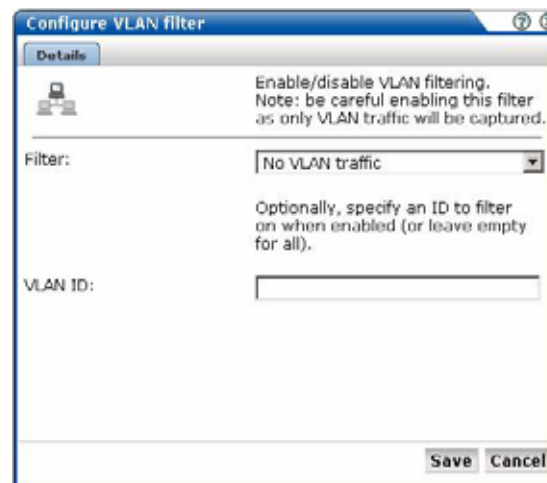 Configure VLAN filter
Details
Enable/disable VLAN filtering.
Note: be careful enabling this filter
as only VLAN traffic will be captured.
Filter:
No VLAN traffic
Optionally, specify an ID to filter
on when enabled (or leave empty
for all).
VLAN ID:
Save Cancel